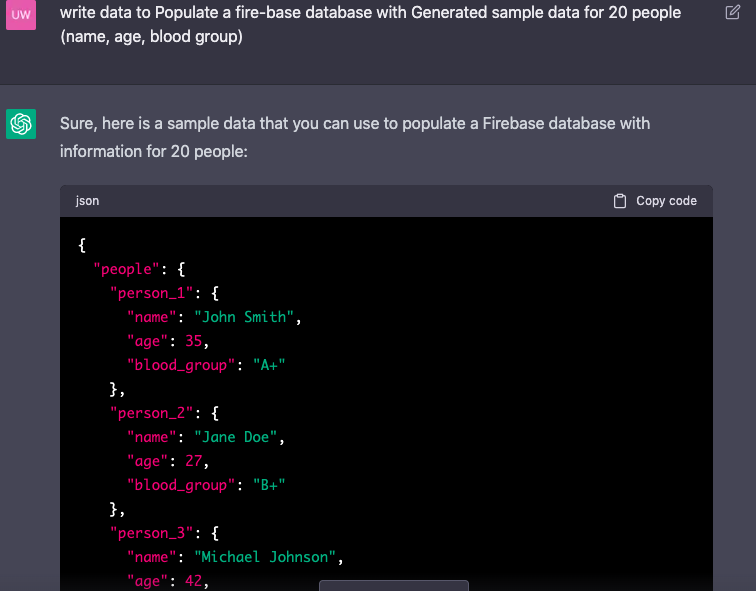 UW
write data to Populate a fire-base database with Generated sample data for 20 people
(name, age, blood group)
Sure, here is a sample data that you can use to populate a Firebase database with
information for 20 people:
json
Copy code
{
"people": {
"person_1": {
"name": "John Smith",
"age": 35,
"blood_group": "A+"
},
"person_2": {
"name": "Jane Doe",
"age": 27,
"blood_group": "B+"
},
"person_3": {
"name": "Michael Johnson",
"age": 42,